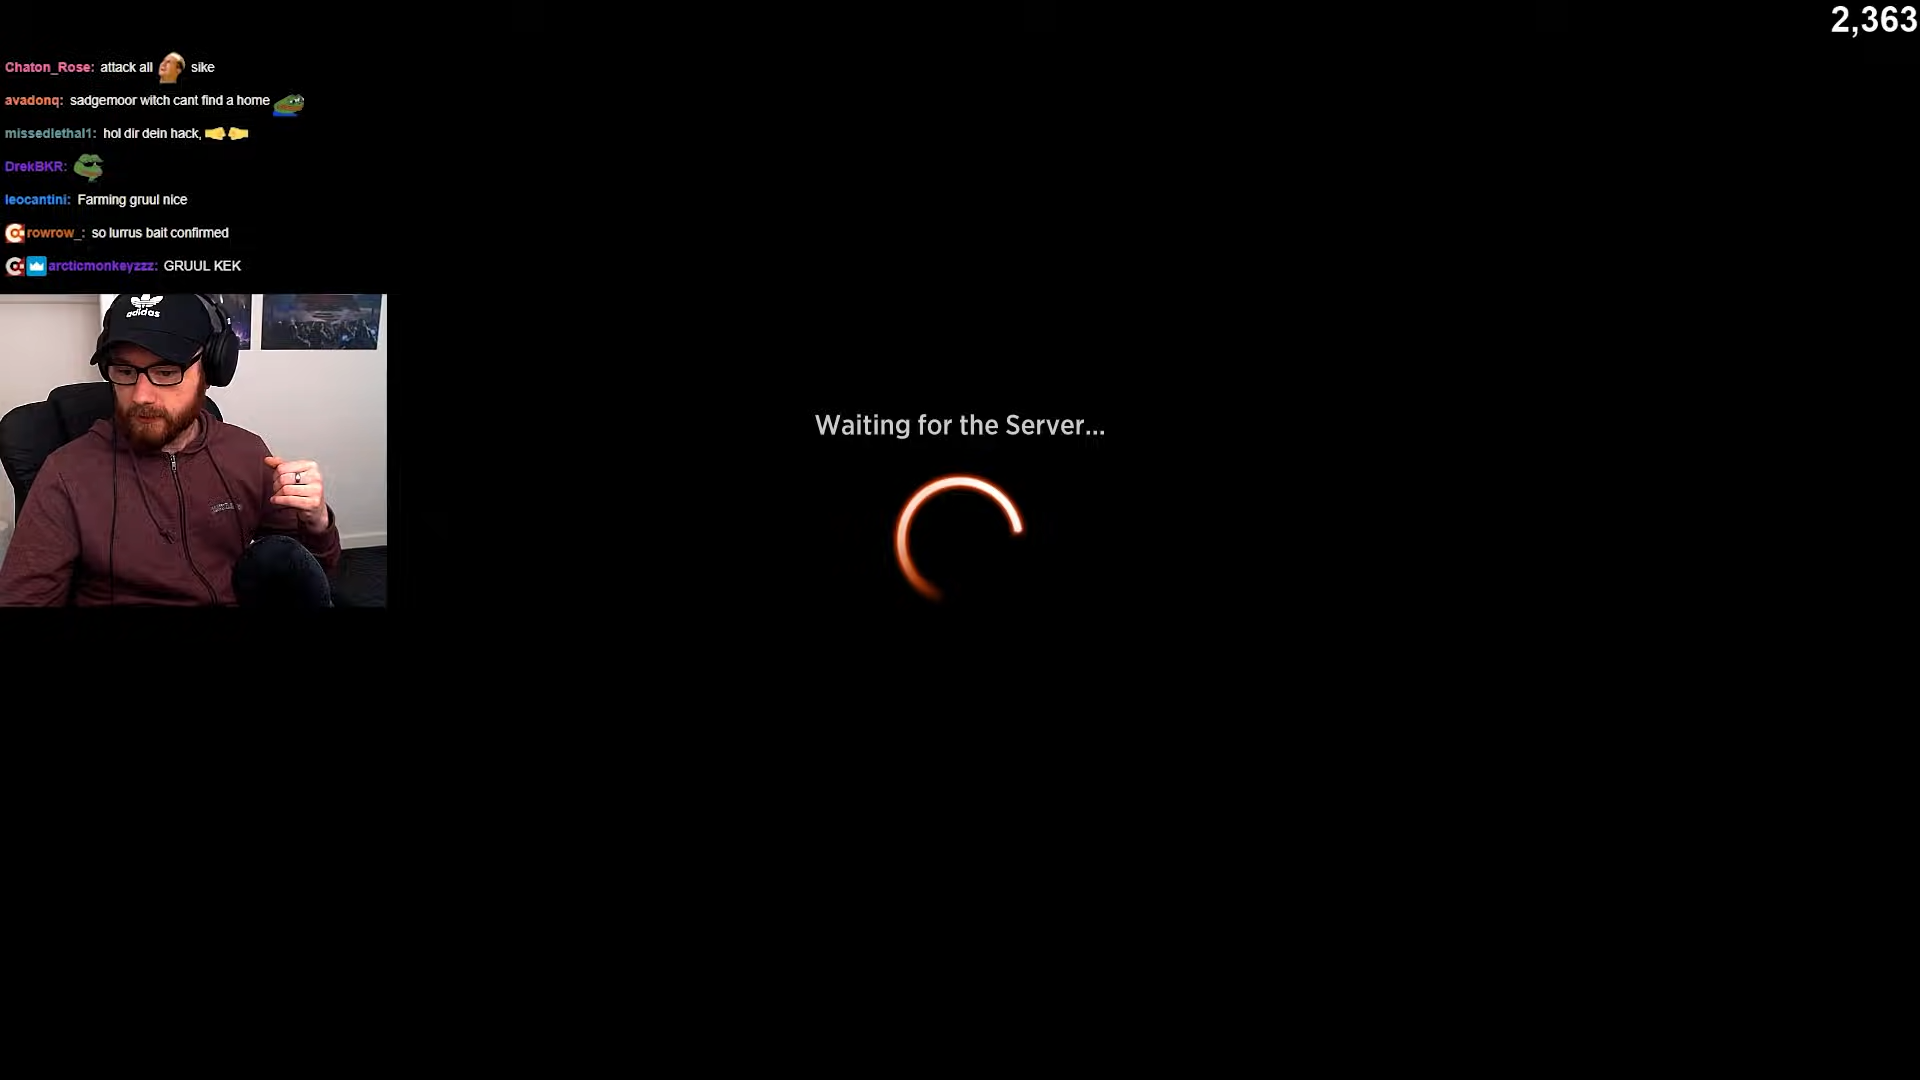 2,363
Chaton_Rose: attack all sike
avadonq: sadgemoor witch cant find a home
missedlethal1: hol dir dein hack,
DrekBKR:
leocantini: Farming gruul nice
rowrow_: so lurrus bait confirmed
arcticmonkeyzzz: GRUUL KEK
adidas
Waiting for the Server...